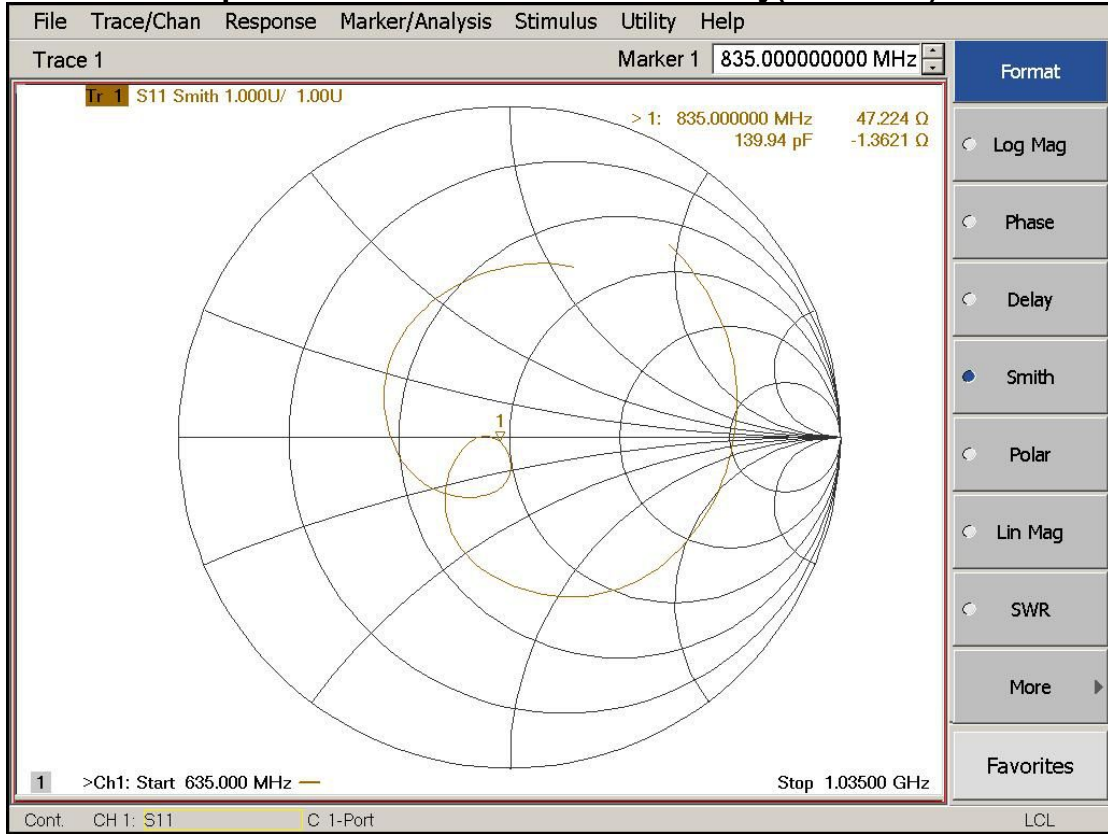 File Trace/Chan Response Marker/Analysis Stimulus Utility Help
Trace 1 Marker 1 835.000000000 MHz
Tr 1 S11 Smith 1.000U/ 1.00U
> 1: 835.000000 MHz 47.224 Ω
139.94 pF -1.3621 Ω
1
1 >Ch1: Start 635.000 MHz — Stop 1.03500 GHz
Cont. CH 1: S11 C 1-Port LCL
Format
Log Mag
Phase
Delay
Smith
Polar
Lin Mag
SWR
More
Favorites